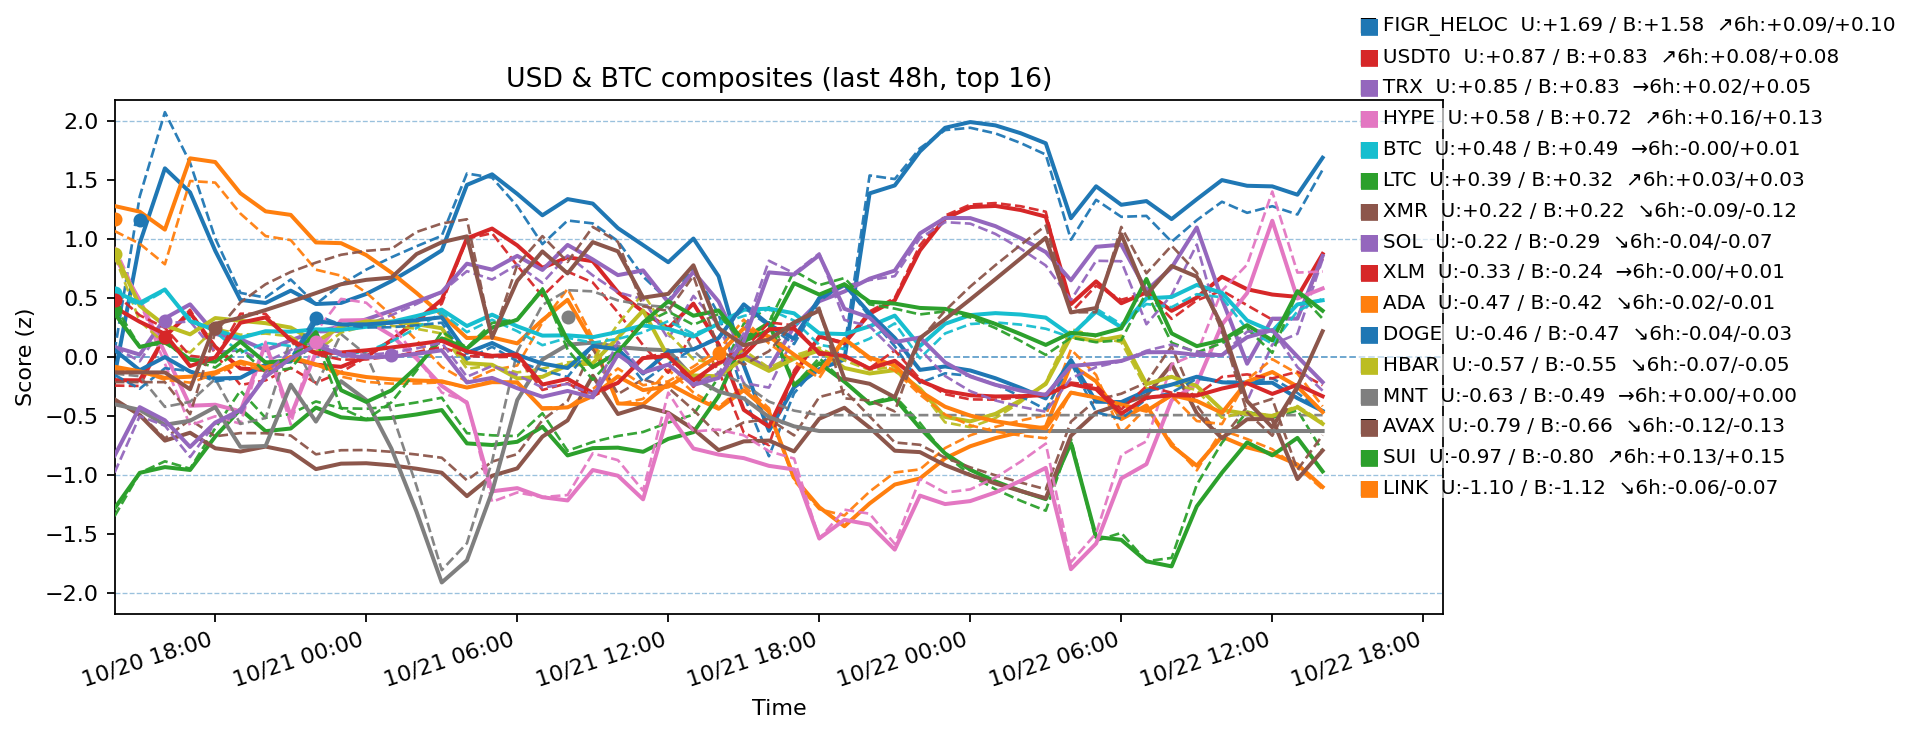 FIGR_HELOC U:+1.69 / B:+1.58 ↗6h:+0.09/+0.10
USDT0 U:+0.87 / B:+0.83 ↗6h:+0.08/+0.08
USD & BTC composites (last 48h, top 16)
TRX U:+0.85 / B:+0.83 →6h:+0.02/+0.05
HYPE U:+0.58 / B:+0.72 ↗6h:+0.16/+0.13
BTC U:+0.48 / B:+0.49 →6h:-0.00/+0.01
LTC U:+0.39 / B:+0.32 ↗6h:+0.03/+0.03
XMR U:+0.22 / B:+0.22 ↘6h:-0.09/-0.12
SOL U:-0.22 / B:-0.29 ↘6h:-0.04/-0.07
XLM U:-0.33 / B:-0.24 →6h:-0.00/+0.01
ADA U:-0.47 / B:-0.42 ↘6h:-0.02/-0.01
DOGE U:-0.46 / B:-0.47 ↘6h:-0.04/-0.03
HBAR U:-0.57 / B:-0.55 ↘6h:-0.07/-0.05
MNT U:-0.63 / B:-0.49 →6h:+0.00/+0.00
AVAX U:-0.79 / B:-0.66 ↘6h:-0.12/-0.13
SUI U:-0.97 / B:-0.80 ↗6h:+0.13/+0.15
LINK U:-1.10 / B:-1.12 ↘6h:-0.06/-0.07
Score (z)
2.0
1.5
1.0
0.5
0.0
−0.5
−1.0
−1.5
−2.0
10/20 18:00
10/21 00:00
10/21 06:00
10/21 12:00
10/21 18:00
10/22 00:00
10/22 06:00
10/22 12:00
10/22 18:00
Time